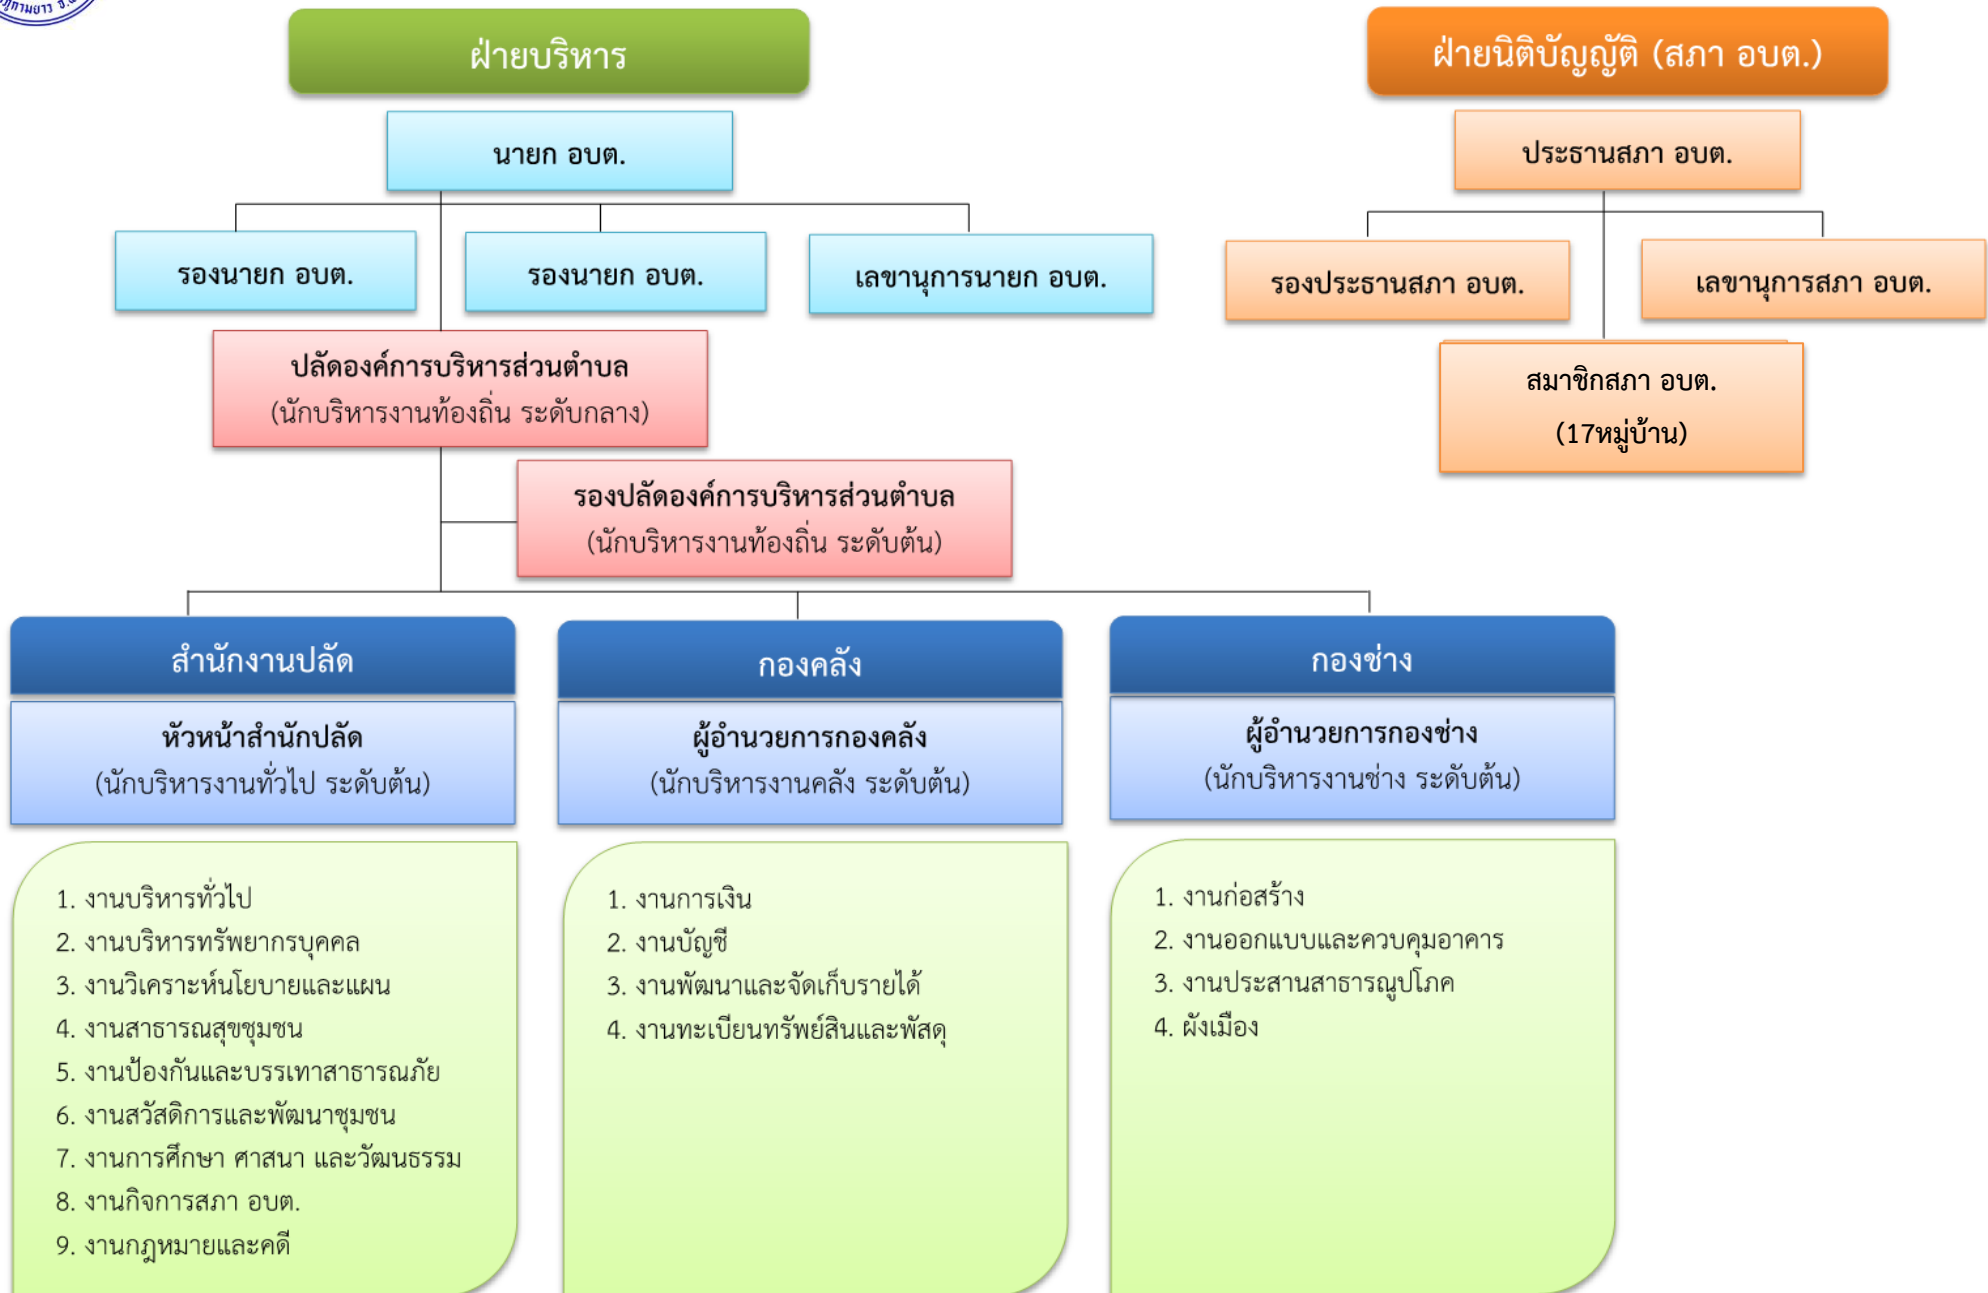 ภูกามยาว จ.
ฝ่ายบริหาร
นายก อบต.
รองนายก อบต.
รองนายก อบต.
เลขานุการนายก อบต.
ปลัดองค์การบริหารส่วนตำบล
(นักบริหารงานท้องถิ่น ระดับกลาง)
รองปลัดองค์การบริหารส่วนตำบล
(นักบริหารงานท้องถิ่น ระดับต้น)
ฝ่ายนิติบัญญัติ (สภา อบต.)
ประธานสภา อบต.
รองประธานสภา อบต.
เลขานุการสภา อบต.
สมาชิกสภา อบต.
(17หมู่บ้าน)
สำนักงานปลัด
หัวหน้าสำนักปลัด
(นักบริหารงานทั่วไป ระดับต้น)
1. งานบริหารทั่วไป
2. งานบริหารทรัพยากรบุคคล
3. งานวิเคราะห์นโยบายและแผน
4. งานสาธารณสุขชุมชน
5. งานป้องกันและบรรเทาสาธารณภัย
6. งานสวัสดิการและพัฒนาชุมชน
7. งานการศึกษา ศาสนา และวัฒนธรรม
8. งานกิจการสภา อบต.
9. งานกฎหมายและคดี
กองคลัง
ผู้อำนวยการกองคลัง
(นักบริหารงานคลัง ระดับต้น)
1. งานการเงิน
2. งานบัญชี
3. งานพัฒนาและจัดเก็บรายได้
4. งานทะเบียนทรัพย์สินและพัสดุ
กองช่าง
ผู้อำนวยการกองช่าง
(นักบริหารงานช่าง ระดับต้น)
1. งานก่อสร้าง
2. งานออกแบบและควบคุมอาคาร
3. งานประสานสาธารณูปโภค
4. ผังเมือง